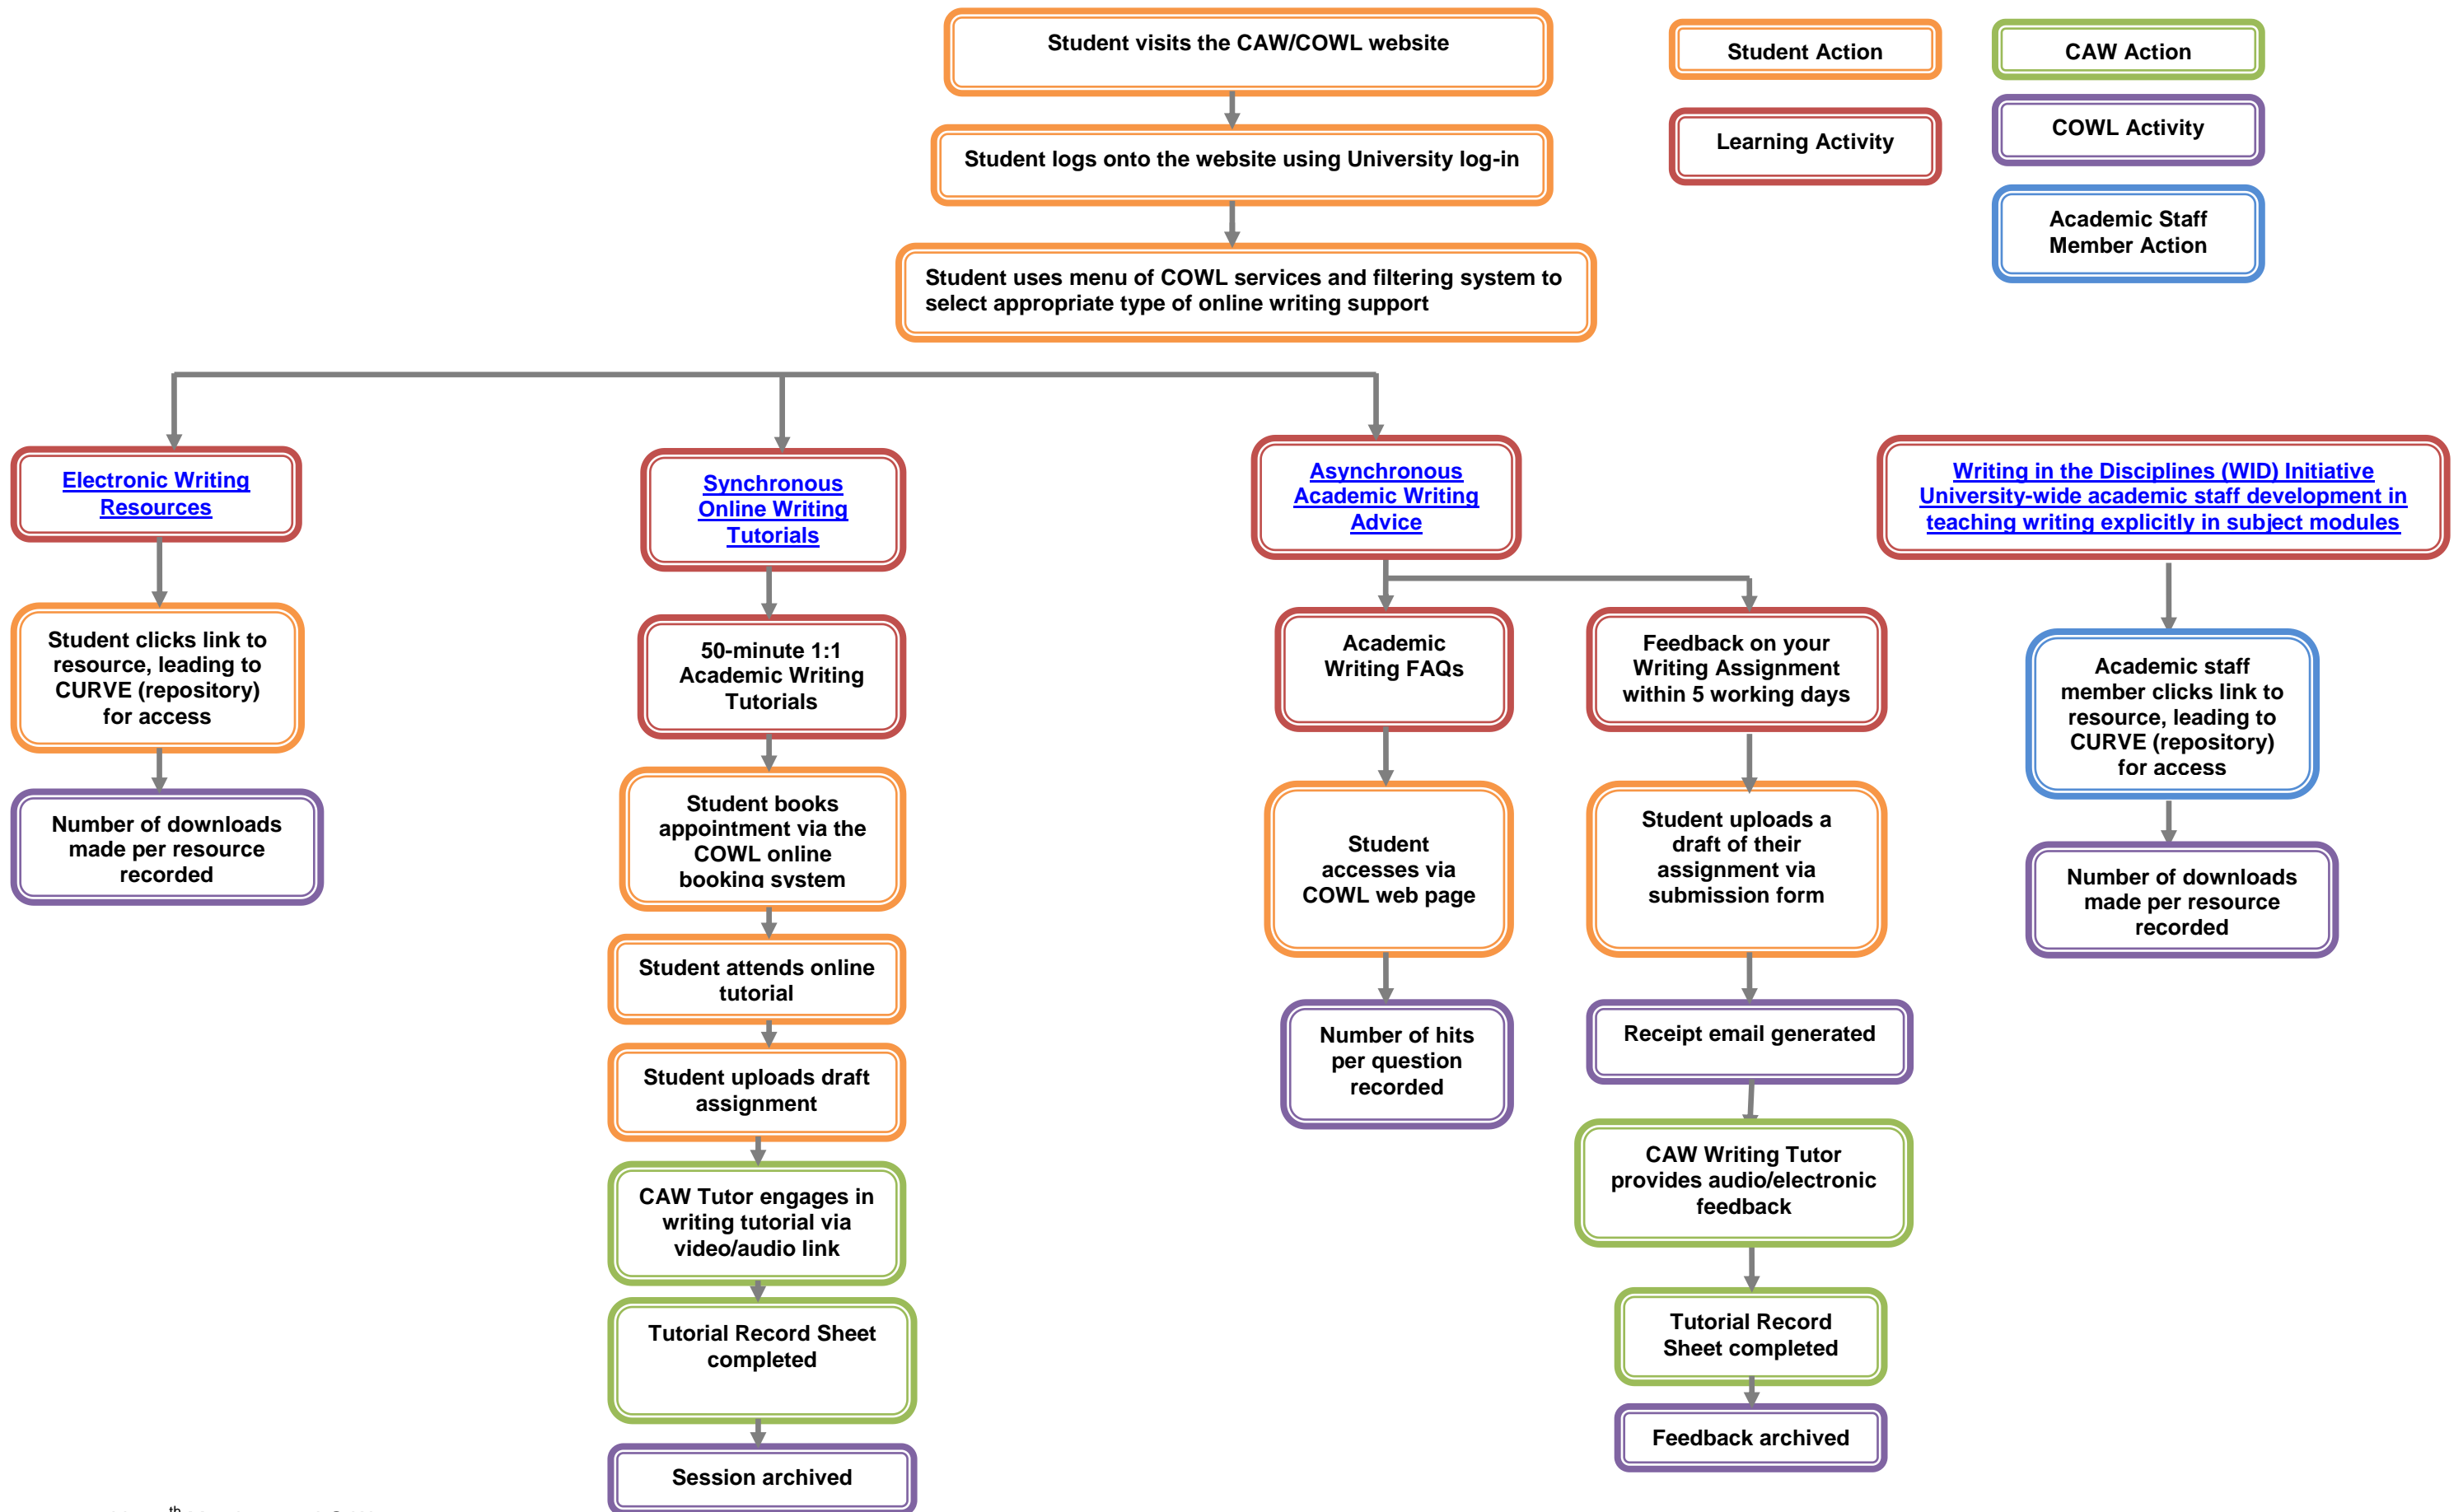 Student visits the CAW/COWL website
Student Action
CAW Action
Student logs onto the website using University log-in
Learning Activity
COWL Activity
Academic Staff
Member Action
Student uses menu of COWL services and filtering system to
select appropriate type of online writing support
Electronic Writing
Resources
Student clicks link to
resource, leading to
CURVE (repository)
for access
Number of downloads
made per resource
recorded
Synchronous
Online Writing
Tutorials
50-minute 1:1
Academic Writing
Tutorials
Student books
appointment via the
COWL online
booking system
Student attends online
tutorial
Student uploads draft
assignment
CAW Tutor engages in
writing tutorial via
video/audio link
Tutorial Record Sheet
completed
Session archived
Asynchronous
Academic Writing
Advice
Academic
Writing FAQs
Student
accesses via
COWL web page
Number of hits
per question
recorded
Feedback on your
Writing Assignment
within 5 working days
Student uploads a
draft of their
assignment via
submission form
Receipt email generated
CAW Writing Tutor
provides audio/electronic
feedback
Tutorial Record
Sheet completed
Feedback archived
Writing in the Disciplines (WID) Initiative
University-wide academic staff development in
teaching writing explicitly in subject modules
Academic staff
member clicks link to
resource, leading to
CURVE (repository)
for access
Number of downloads
made per resource
recorded